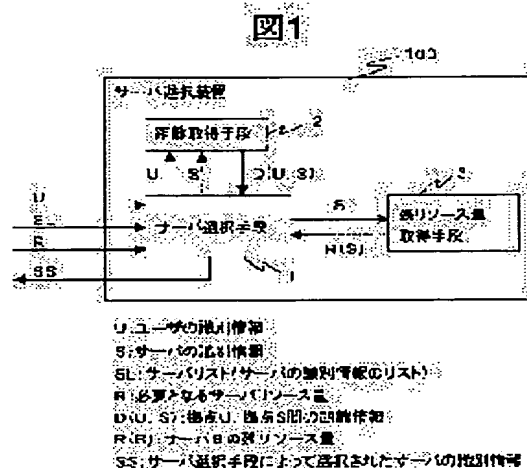 図1
100
サーバ選択装置
距離取得手段
2
U
S
D(U, S)
U
R
SS
サーバ選択手段
1
S
R(S)
3
残リソース量
取得手段
U:ユーザの識別情報
S:サーバの識別情報
SL:サーバリスト(サーバの識別情報のリスト)
R:必要となるサーバリソース量
D(U, S):拠点U、拠点S間の距離情報
サーバSの残リソース量
SS:サーバ選択手段によって選択されたサーバの識別情報